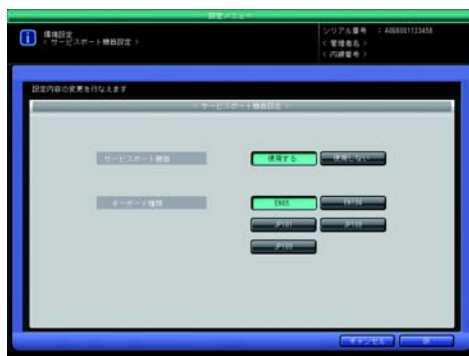 設定メニュー
環境設定
< サービスポート機器設定 >
シリアル番号 : A0G0001123458
< 管理者名 >
< 内線番号 >
設定内容の変更を行なえます
< サービスポート機器設定 >
サービスポート機器 使用する 使用しない
キーボード種類 EN85 EN104
JP101 JP109
キャンセル OK